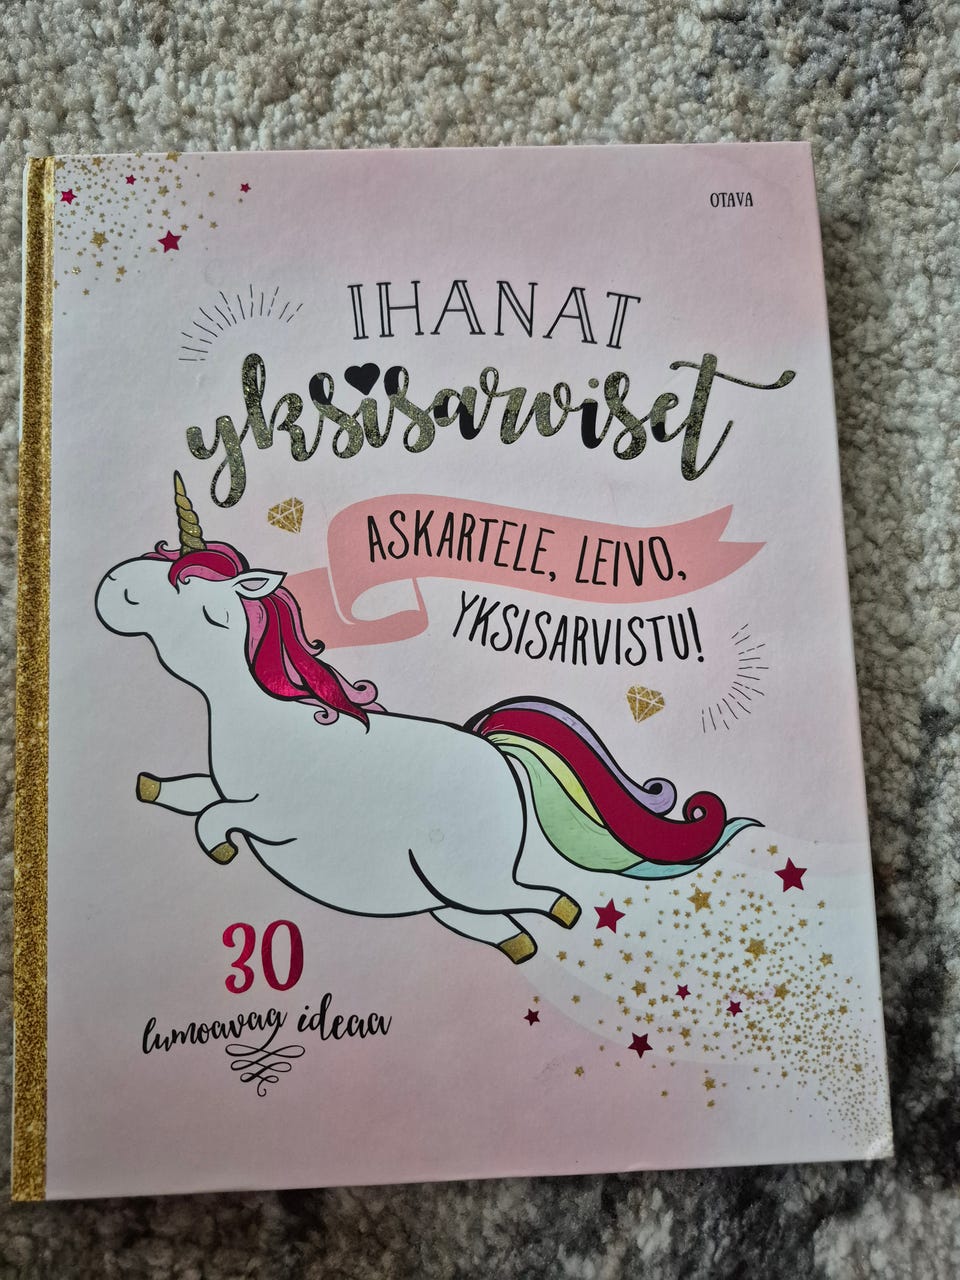 OTAVA
IHANAT
yksisarviset
ASKARTELE, LEIVO,
YKSISARVISTU!
30
lumoavaa ideaa